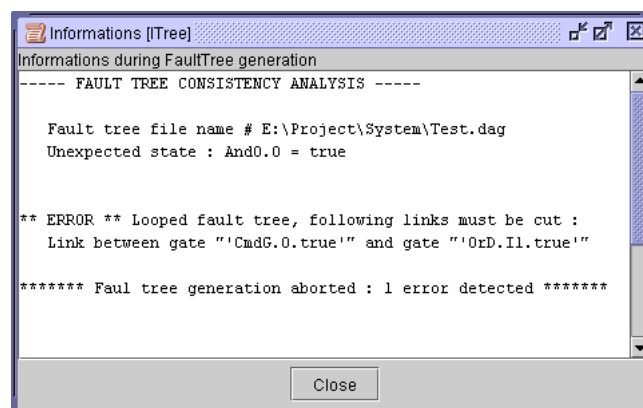 Informations [ITree]
Informations during FaultTree generation
----- FAULT TREE CONSISTENCY ANALYSIS -----
Fault tree file name # E:\Project\System\Test.dag
Unexpected state : And0.0 = true
** ERROR ** Looped fault tree, following links must be cut :
Link between gate "'CmdG.0.true'" and gate "'OrD.I1.true'"
******* Faul tree generation aborted : 1 error detected *******
Close